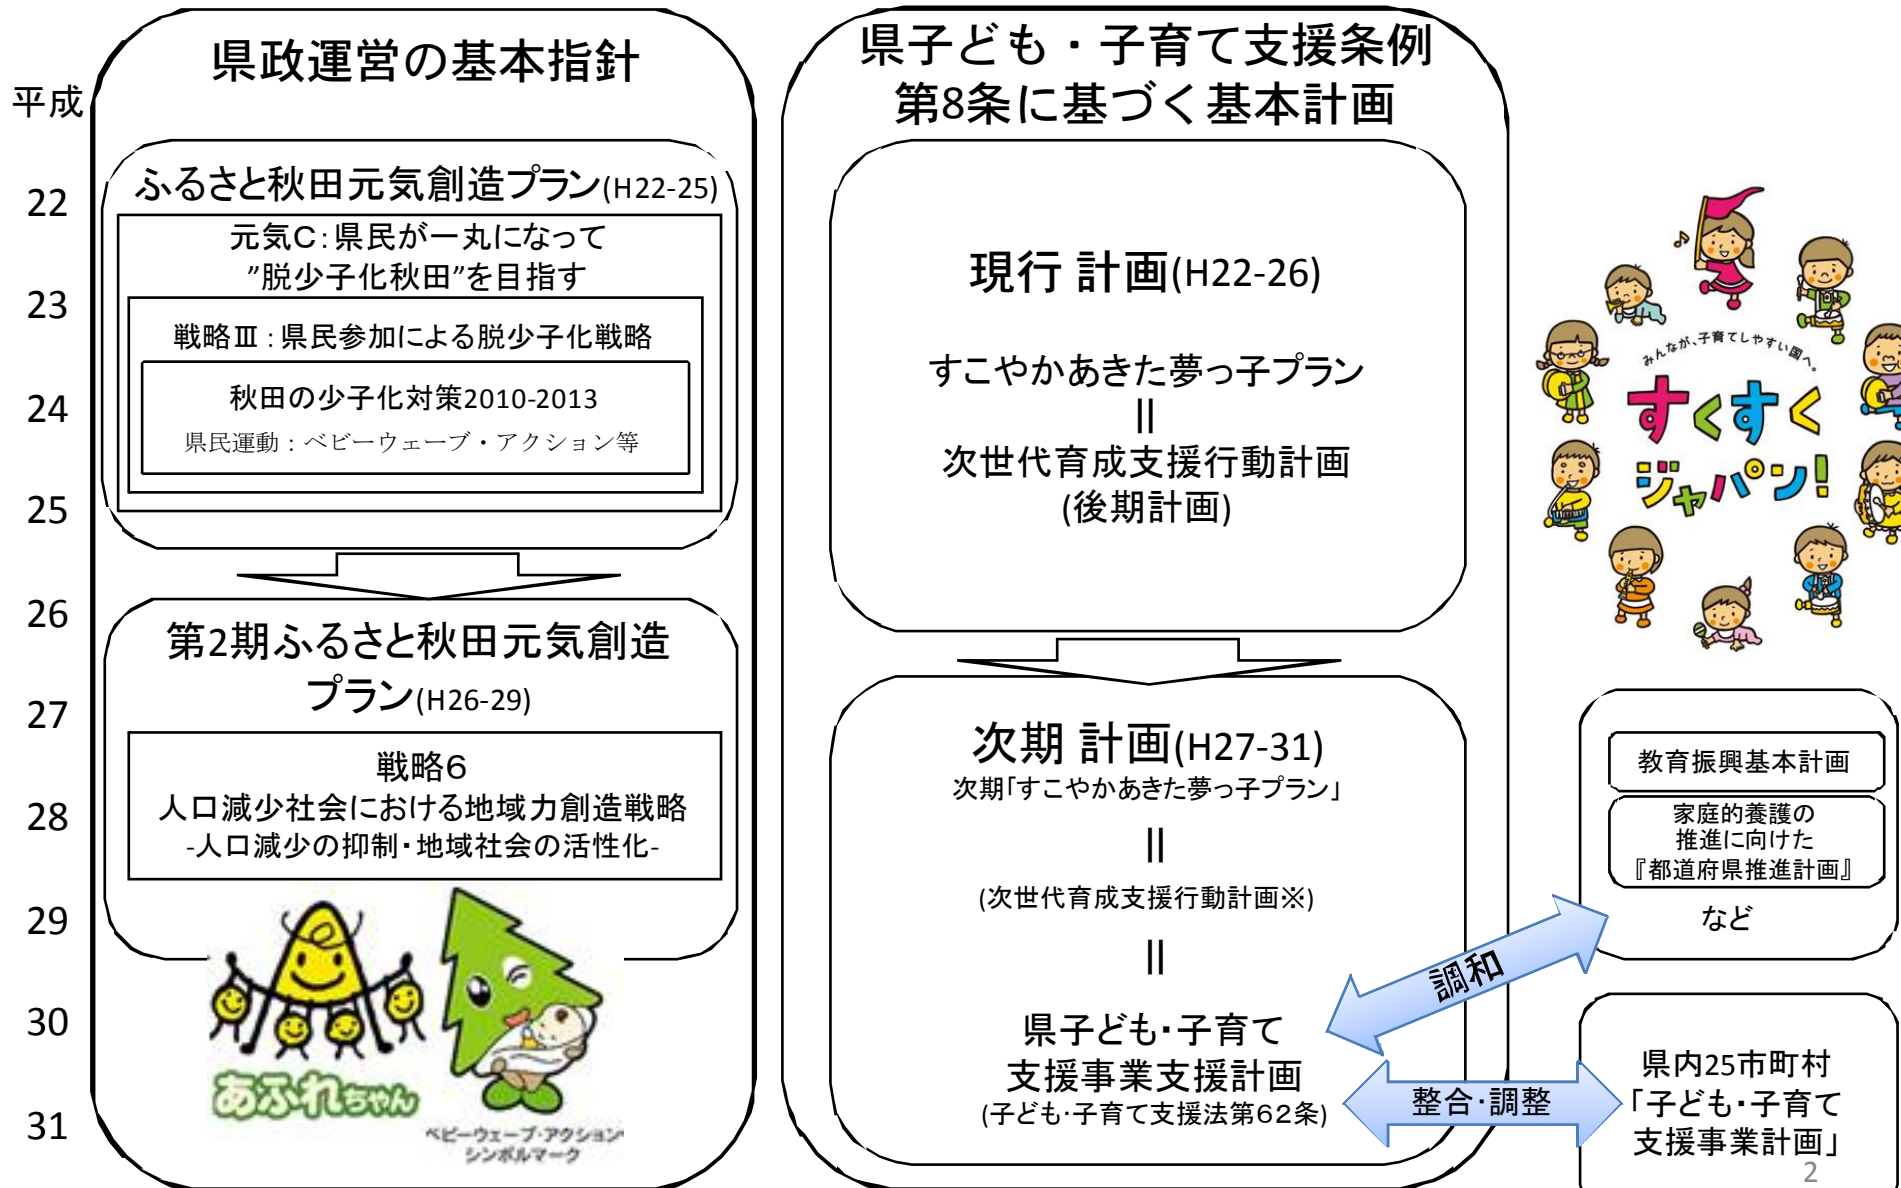 平成
22
23
24
25
26
27
28
29
30
31
県政運営の基本指針
ふるさと秋田元気創造プラン(H22-25)
元気C：県民が一丸になって
”脱少子化秋田”を目指す
戦略Ⅲ：県民参加による脱少子化戦略
秋田の少子化対策2010-2013
県民運動：ベビーウェーブ・アクション等
第2期ふるさと秋田元気創造
プラン(H26-29)
戦略6
人口減少社会における地域力創造戦略
-人口減少の抑制・地域社会の活性化-
あふれちゃん
ベビーウェーブ・アクション
シンボルマーク
県子ども・子育て支援条例
第8条に基づく基本計画
現行 計画(H22-26)
すこやかあきた夢っ子プラン
||
次世代育成支援行動計画
(後期計画)
次期 計画(H27-31)
次期「すこやかあきた夢っ子プラン」
||
(次世代育成支援行動計画※)
||
県子ども・子育て
支援事業支援計画
(子ども・子育て支援法第62条)
みんなが、子育てしやすい国へ。
すくすく
ジャパン!
教育振興基本計画
家庭的養護の
推進に向けた
『都道府県推進計画』
など
調和
整合・調整
県内25市町村
「子ども・子育て
支援事業計画」
2